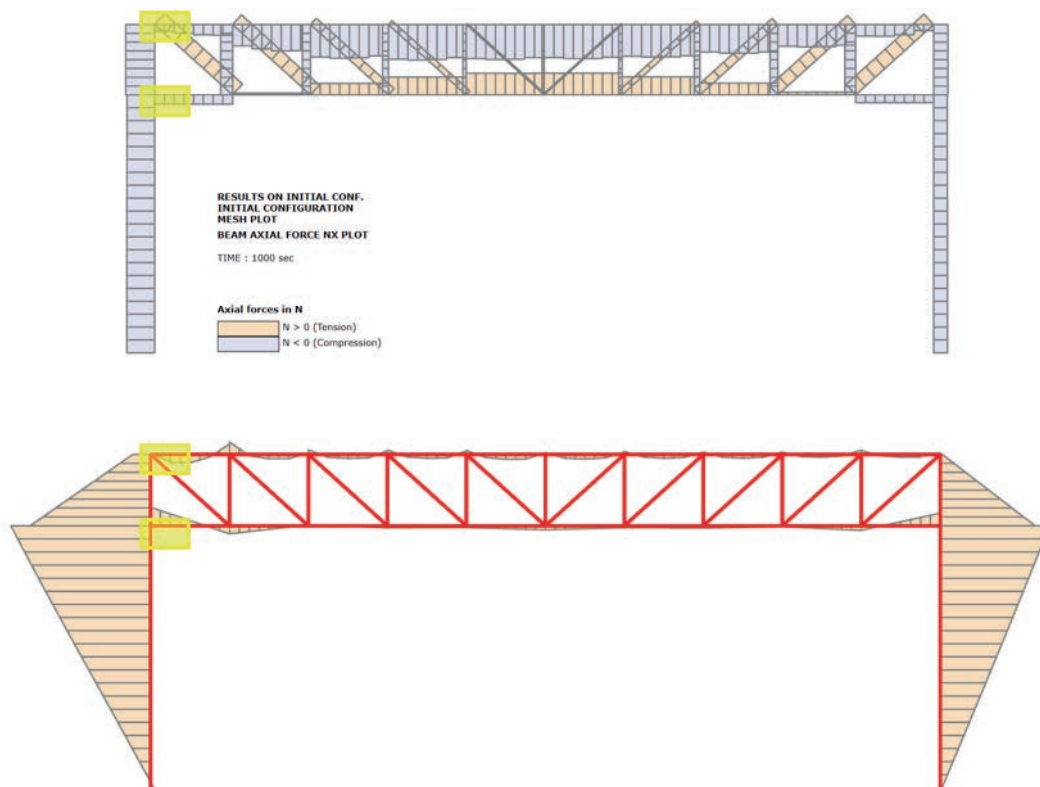 RESULTS ON INITIAL CONF.
INITIAL CONFIGURATION
MESH PLOT
BEAM AXIAL FORCE NX PLOT
TIME : 1000 sec
Axial forces in N
N > 0 (Tension)
N < 0 (Compression)